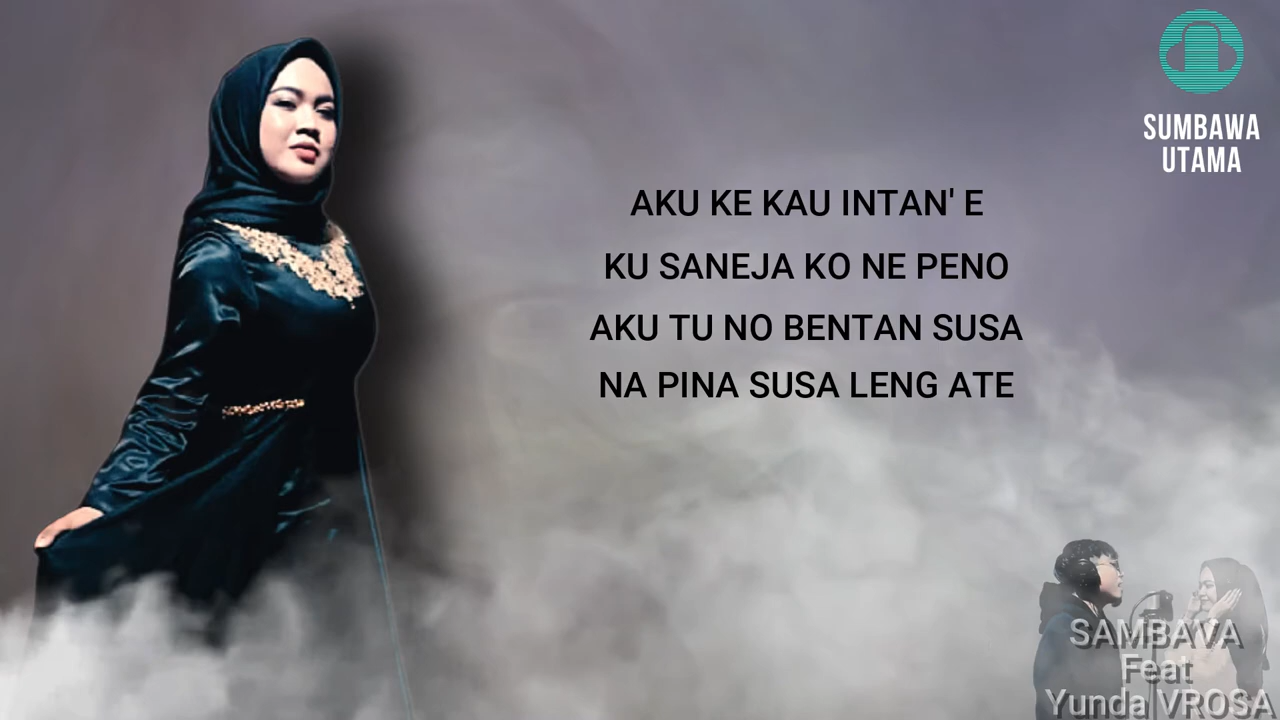 SUMBAWA
UTAMA
AKU KE KAU INTAN' E
KU SANEJA KO NE PENO
AKU TU NO BENTAN SUSA
NA PINA SUSA LENG ATE
SAMBAVA
Feat
Yunda VROSA